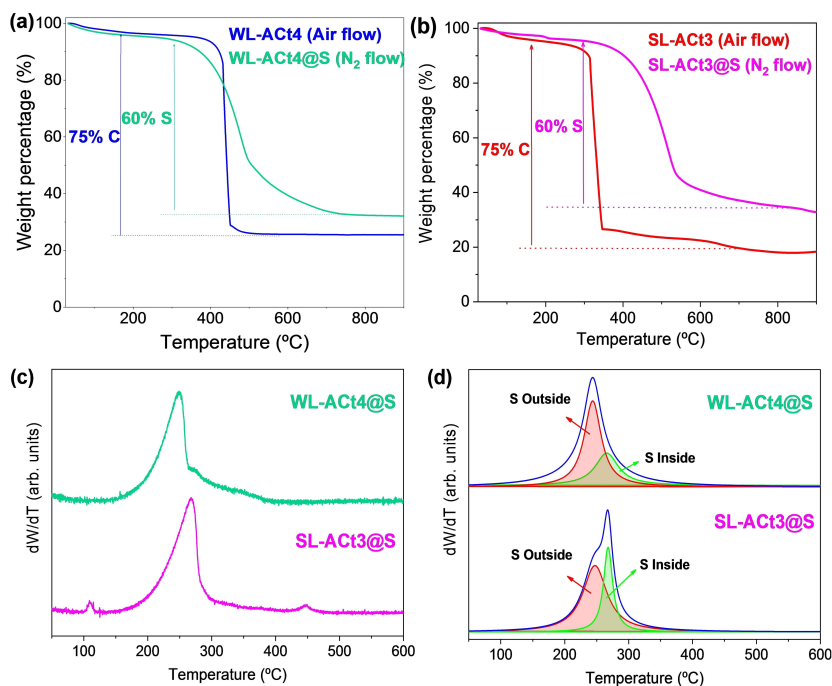 (a)
WL-ACt4 (Air flow)
WL-ACt4@S (N2 flow)
60% S
75% C
Weight percentage (%)
100
80
60
40
20
0
200
400
600
800
Temperature (ºC)
(b)
SL-ACt3 (Air flow)
SL-ACt3@S (N2 flow)
60% S
75% C
Weight percentage (%)
100
80
60
40
20
0
200
400
600
800
Temperature (ºC)
(c)
WL-ACt4@S
SL-ACt3@S
dW/dT (arb. units)
100
200
300
400
500
600
Temperature (ºC)
(d)
WL-ACt4@S
S Outside
S Inside
SL-ACt3@S
S Outside
S Inside
dW/dT (arb. units)
100
200
300
400
500
600
Temperature (ºC)